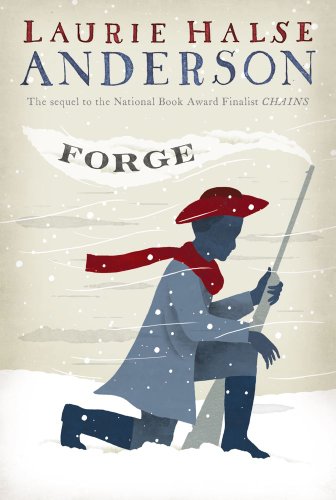 LAURIE HALSE
ANDERSON
The sequel to the National Book Award Finalist CHAINS
FORGE